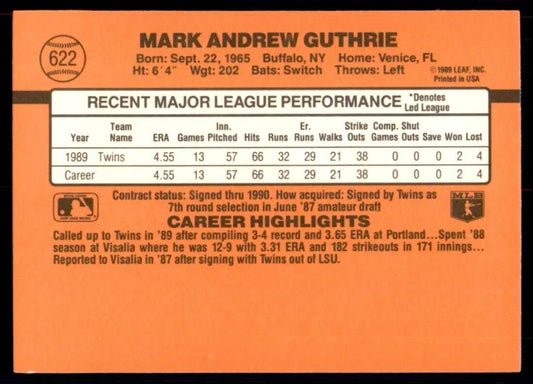 622
MARK ANDREW GUTHRIE
Born: Sept. 22, 1965 Buffalo, NY Home: Venice, FL
Ht: 6'4" Wgt: 202 Bats: Switch Throws: Left
©1989 LEAF, INC.
Printed in USA
RECENT MAJOR LEAGUE PERFORMANCE *Denotes Led League
Year Team Name ERA Games Inn. Pitched Hits Runs Er. Runs Walks Strike Outs Comp. Games Shut Outs Save Won Lost
1989 Twins 4.55 13 57 66 32 29 21 38 0 0 0 2 4
Career 4.55 13 57 66 32 29 21 38 0 0 0 2 4
Contract status: Signed thru 1990. How acquired: Signed by Twins as
7th round selection in June '87 amateur draft
MLB
CAREER HIGHLIGHTS
Called up to Twins in '89 after compiling 3-4 record and 3.65 ERA at Portland...Spent '88
season at Visalia where he was 12-9 with 3.31 ERA and 182 strikeouts in 171 innings...
Reported to Visalia in '87 after signing with Twins out of LSU.